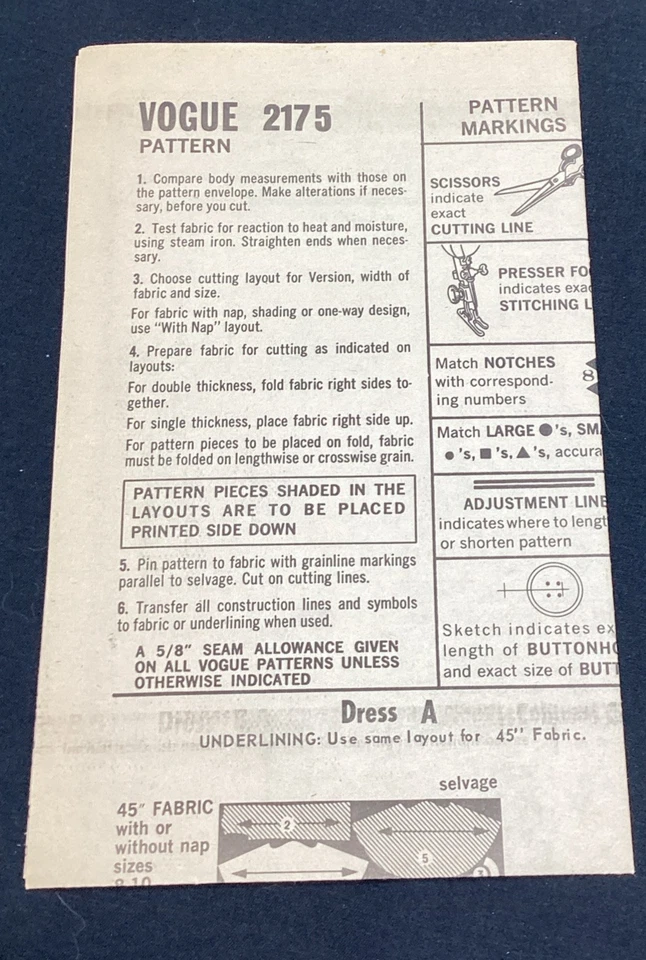 VOGUE 2175
PATTERN
1. Compare body measurements with those on
the pattern envelope. Make alterations if neces-
sary, before you cut.
2. Test fabric for reaction to heat and moisture,
using steam iron. Straighten ends when neces-
sary.
3. Choose cutting layout for Version, width of
fabric and size.
For fabric with nap, shading or one-way design,
use "With Nap" layout.
4. Prepare fabric for cutting as indicated on
layouts:
For double thickness, fold fabric right sides to-
gether.
For single thickness, place fabric right side up.
For pattern pieces to be placed on fold, fabric
must be folded on lengthwise or crosswise grain.
PATTERN PIECES SHADED IN THE
LAYOUTS ARE TO BE PLACED
PRINTED SIDE DOWN
5. Pin pattern to fabric with grainline markings
parallel to selvage. Cut on cutting lines.
6. Transfer all construction lines and symbols
to fabric or underlining when used.
A 5/8" SEAM ALLOWANCE GIVEN
ON ALL VOGUE PATTERNS UNLESS
OTHERWISE INDICATED
PATTERN
MARKINGS
SCISSORS
indicate
exact
CUTTING LINE
PRESSER FO
indicates exa
STITCHING L
Match NOTCHES
with correspond-
ing numbers
8
Match LARGE ●'s, SM
●'s, ■'s, ▲'s, accura
ADJUSTMENT LINE
indicates where to lengt
or shorten pattern
Sketch indicates ex
length of BUTTONHO
and exact size of BUTT
Dress A
UNDERLINING: Use same layout for 45" Fabric.
selvage
45" FABRIC
with or
without nap
sizes
8-10
2
5